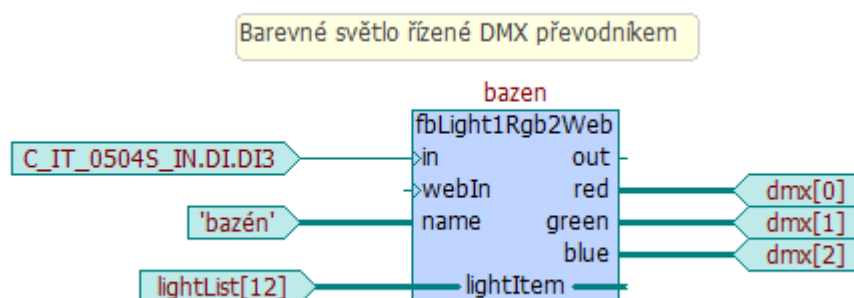 Barevné světlo řízené DMX převodníkem
bazen
fbLight1Rgb2Web
C_IT_0504S_IN.DI.DI3 in out
webIn red dmx[0]
'bazén' name green dmx[1]
blue dmx[2]
lightList[12] lightItem